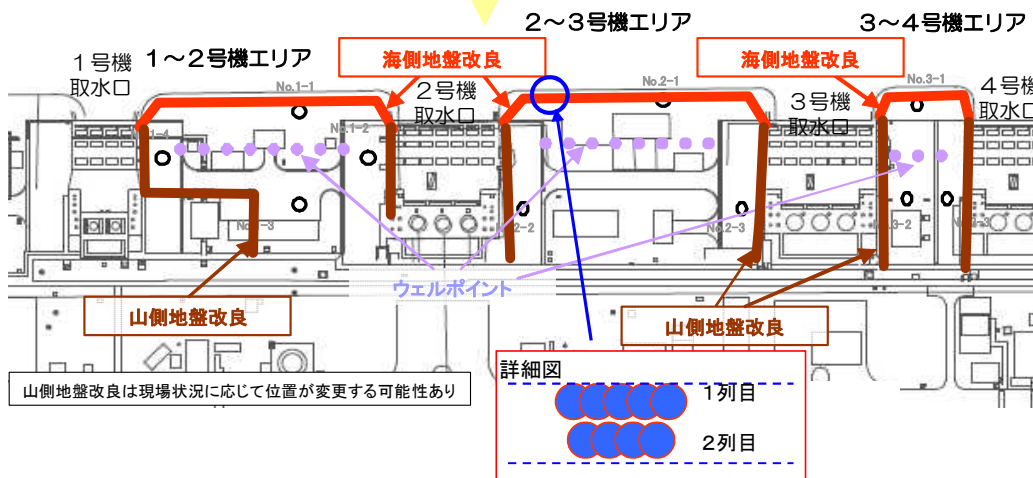 2～3号機エリア
3～4号機エリア
1～2号機エリア
1号機
取水口
海側地盤改良
海側地盤改良
No.1-1
No.2-1
No.3-1
2号機
取水口
3号機
取水口
4号機
取水口
1-4
No.1-2
2-2
No.2-3
3-2
ウェルポイント
山側地盤改良
山側地盤改良
山側地盤改良は現場状況に応じて位置が変更する可能性あり
詳細図
1列目
2列目